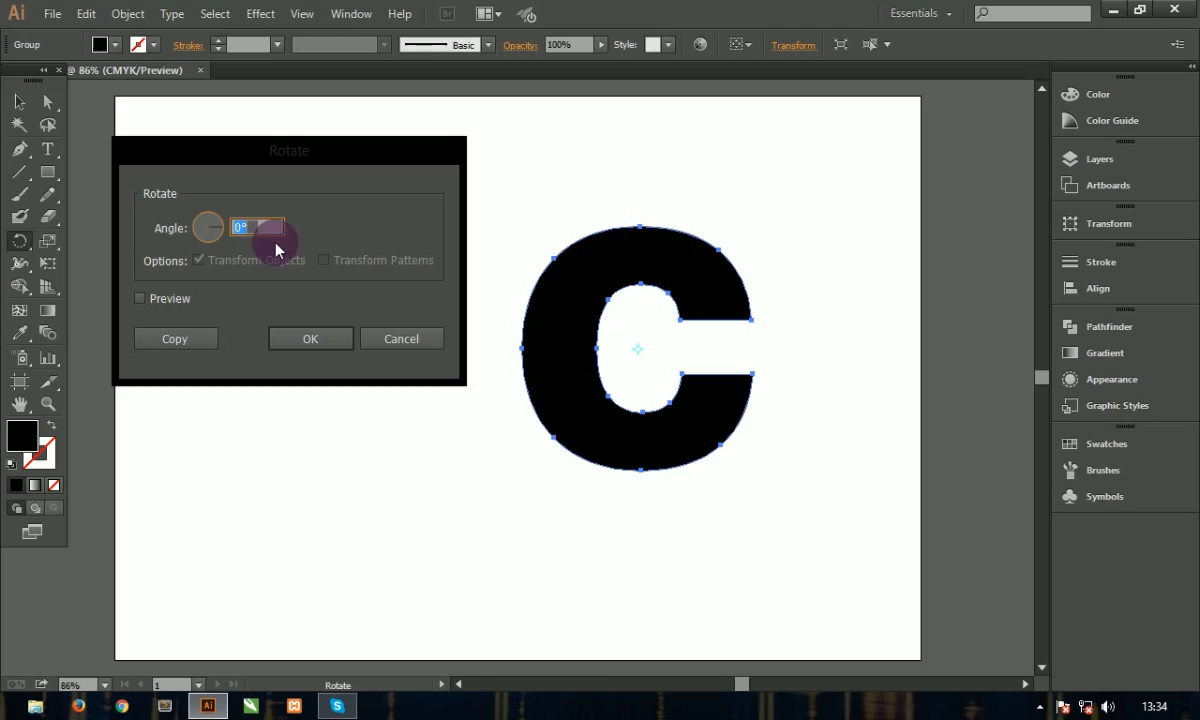 Ai File Edit Object Type Select Effect View Window Help Br Essentials
Group Stroke: Basic Opacity: 100% Style: Transform
@ 86% (CMYK/Preview) ×
Rotate
Rotate
Angle: 0°
Options: Transform Objects Transform Patterns
Preview
Copy OK Cancel
C
Color
Color Guide
Layers
Artboards
Transform
Stroke
Align
Pathfinder
Gradient
Appearance
Graphic Styles
Swatches
Brushes
Symbols
86% 1 Rotate
Ai 13:34